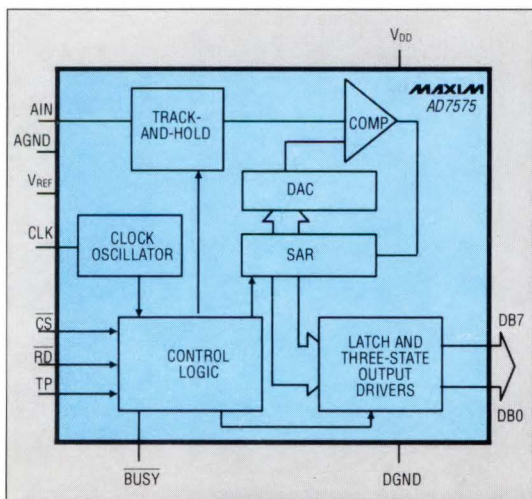 VDD
MAXIM
AD7575
AIN
AGND
VREF
CLK
CS
RD
TP
TRACK-
AND-HOLD
COMP
DAC
CLOCK
OSCILLATOR
SAR
CONTROL
LOGIC
LATCH AND
THREE-STATE
OUTPUT
DRIVERS
DB7
DB0
BUSY
DGND